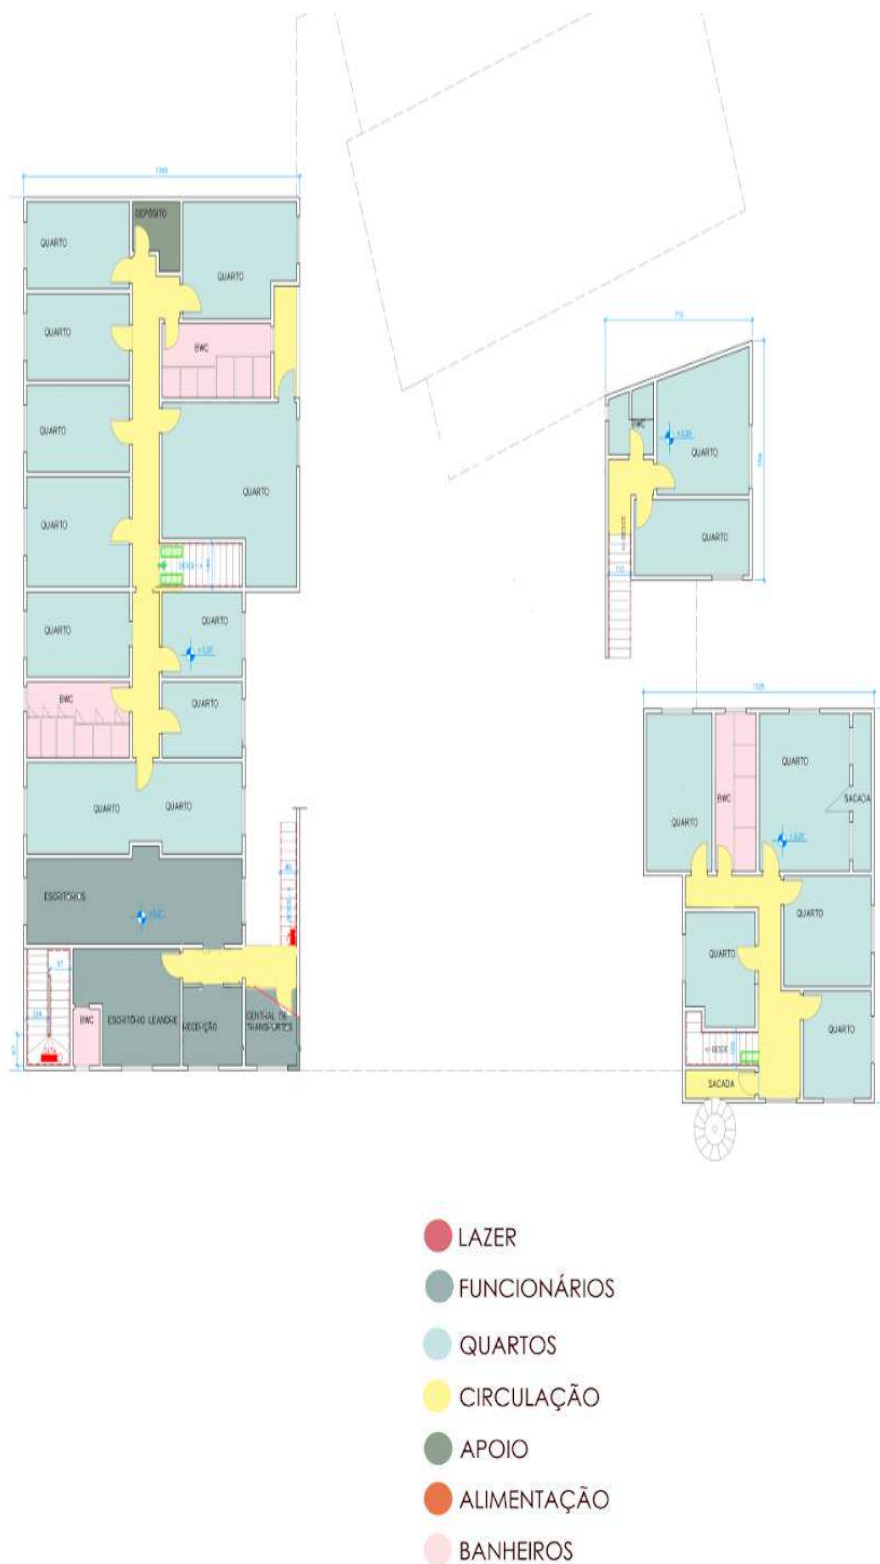 DEPÓSITO
QUARTO
QUARTO
QUARTO
BWC
QUARTO
BWC
QUARTO
QUARTO
QUARTO
QUARTO
QUARTO
QUARTO
QUARTO
BWC
QUARTO
QUARTO
QUARTO
ESCRITÓRIOS
BWC
ESCRITÓRIO LEANDRE
RECEPÇÃO
CENTRAL DE
TRANSPORTES
QUARTO
BWC
QUARTO
SACADA
QUARTO
QUARTO
QUARTO
SACADA
LAZER
FUNCIONÁRIOS
QUARTOS
CIRCULAÇÃO
APOIO
ALIMENTAÇÃO
BANHEIROS